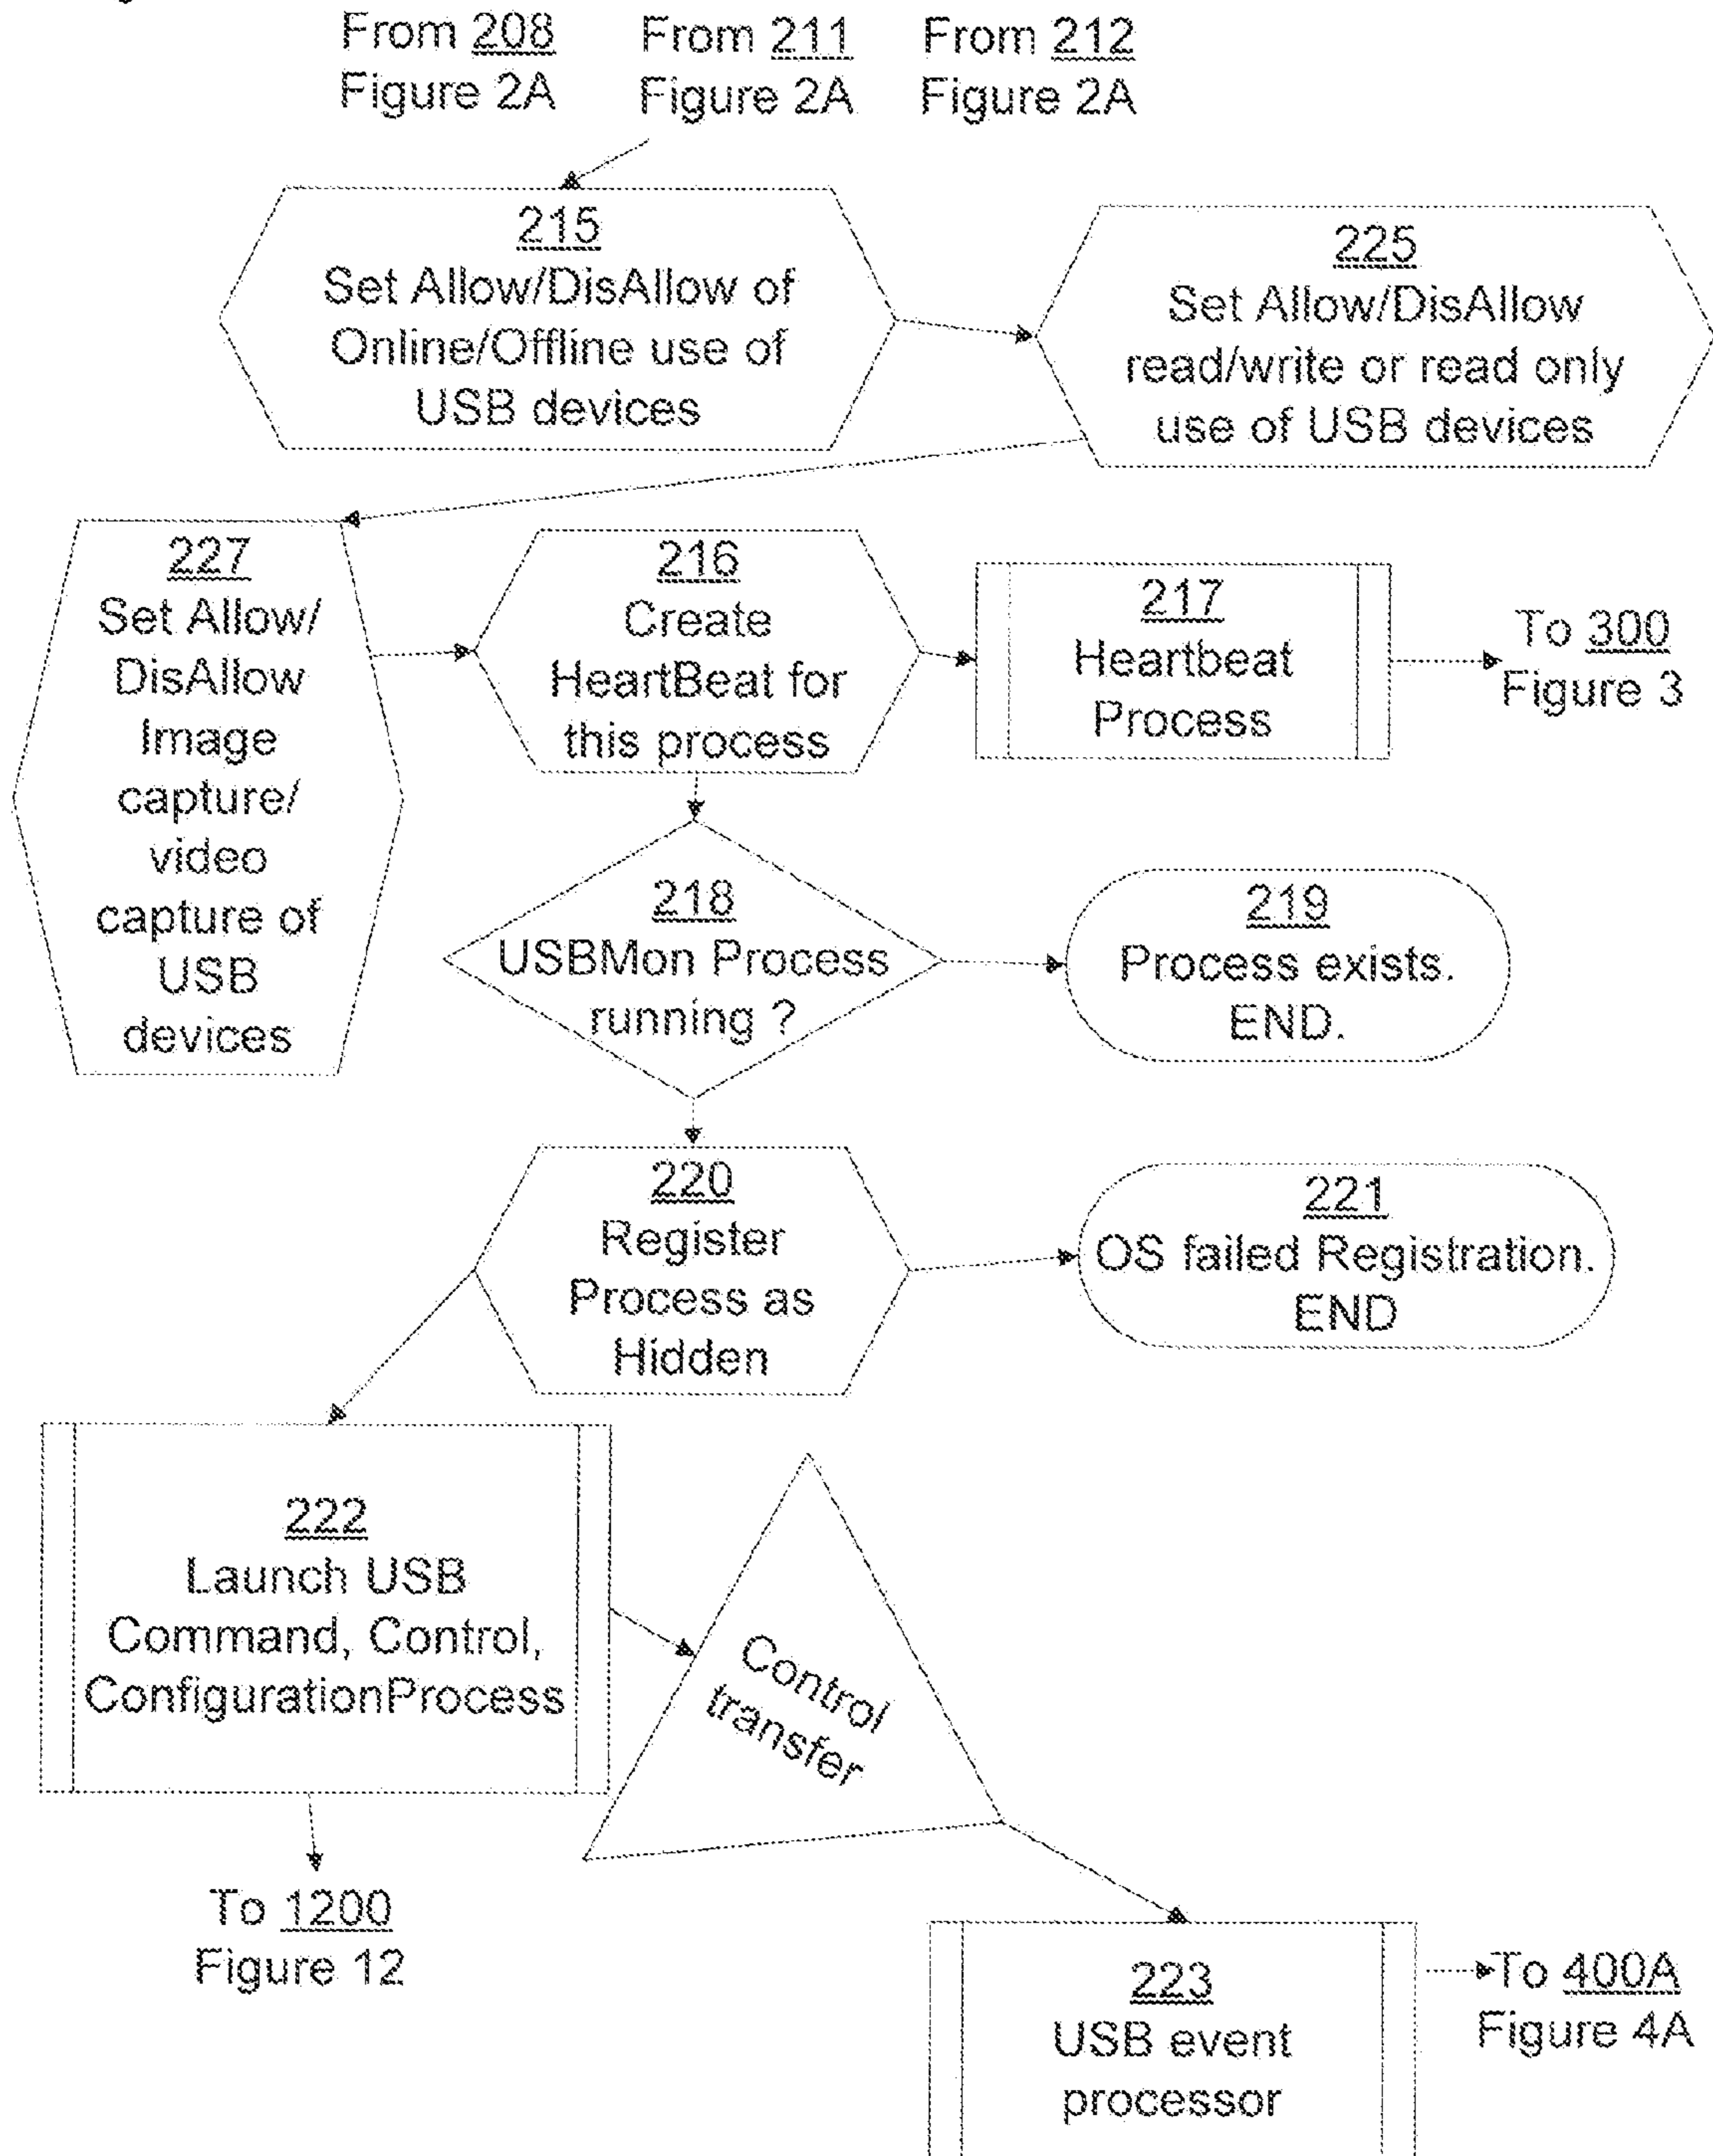 From 208
Figure 2A
From 211
Figure 2A
From 212
Figure 2A
215
Set Allow/DisAllow of
Online/Offline use of
USB devices
225
Set Allow/DisAllow
read/write or read only
use of USB devices
227
Set Allow/
DisAllow
Image
capture/
video
capture of
USB
devices
216
Create
HeartBeat for
this process
217
Heartbeat
Process
To 300
Figure 3
218
USBMon Process
running ?
219
Process exists.
END.
220
Register
Process as
Hidden
221
OS failed Registration.
END
222
Launch USB
Command, Control,
ConfigurationProcess
Control
transfer
To 1200
Figure 12
223
USB event
processor
To 400A
Figure 4A